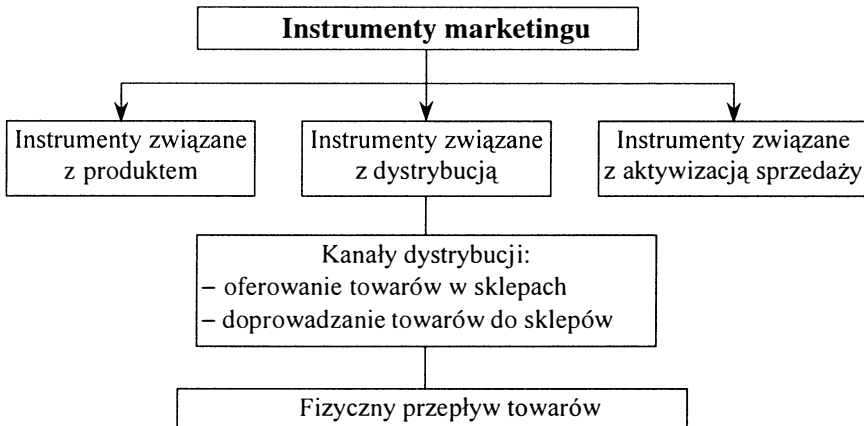 Instrumenty marketingu
Instrumenty związane
z produktem
Instrumenty związane
z dystrybucją
Instrumenty związane
z aktywizacją sprzedaży
Kanały dystrybucji:
– oferowanie towarów w sklepach
– doprowadzanie towarów do sklepów
Fizyczny przepływ towarów